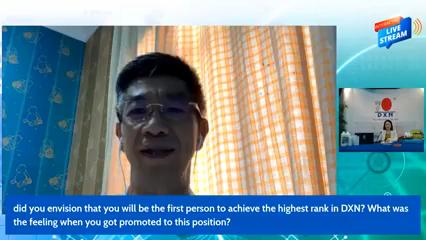 INTERNATIONAL
LIVE
STREAM
DXN
did you envision that you will be the first person to achieve the highest rank in DXN? What was
the feeling when you got promoted to this position?